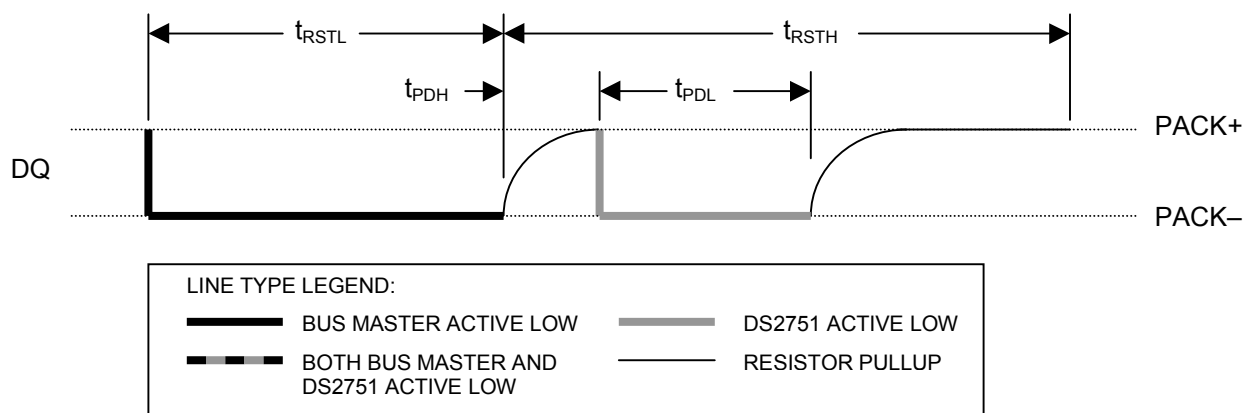 tRSTL tRSTH
tPDH tPDL
PACK+
DQ
PACK–
LINE TYPE LEGEND:
BUS MASTER ACTIVE LOW DS2751 ACTIVE LOW
BOTH BUS MASTER AND RESISTOR PULLUP
DS2751 ACTIVE LOW